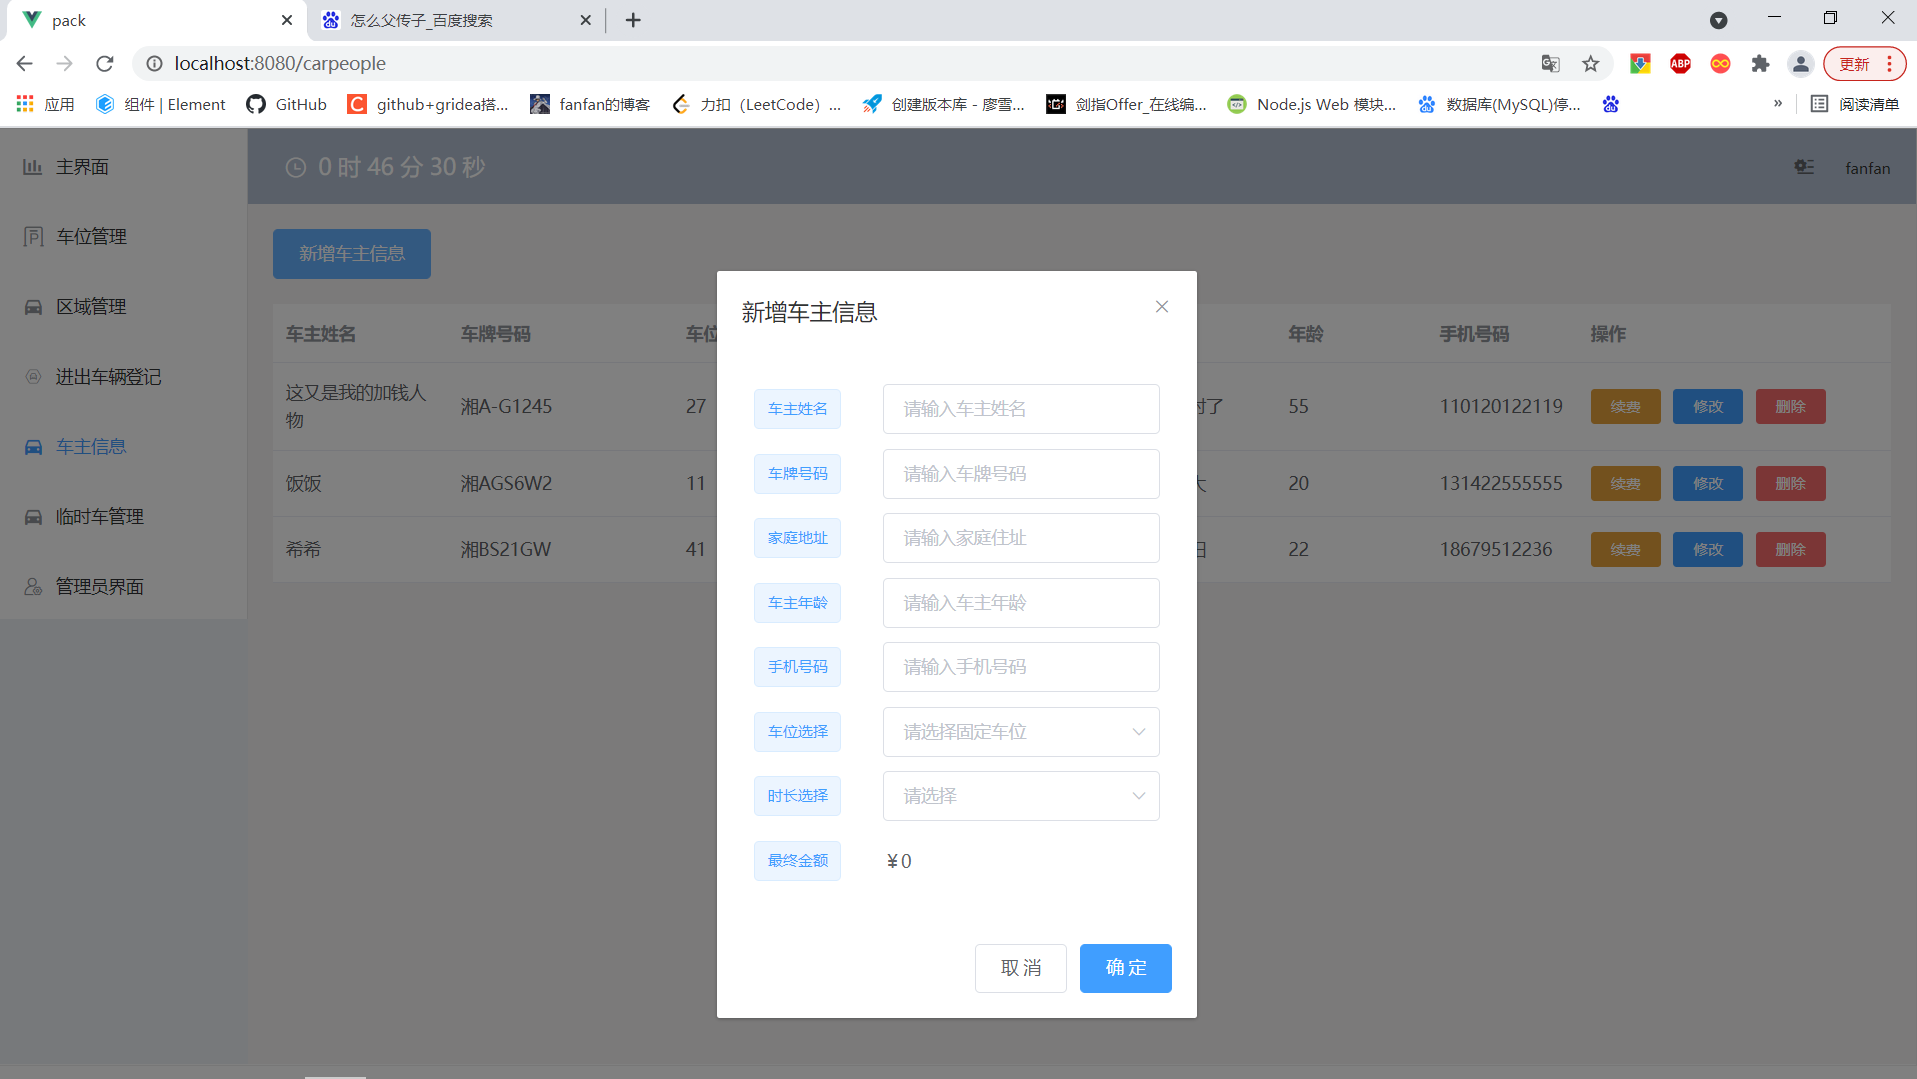 pack
怎么父传子_百度搜索
localhost:8080/carpeople
ABP
更新
应用
组件 | Element
GitHub
github+gridea搭...
fanfan的博客
力扣（LeetCode）...
创建版本库 - 廖雪...
剑指Offer_在线编...
Node.js Web 模块...
数据库(MySQL)停...
»
阅读清单
主界面
车位管理
区域管理
进出车辆登记
车主信息
临时车管理
管理员界面
0 时 46 分 30 秒
fanfan
新增车主信息
车主姓名 车牌号码 车位 年龄 手机号码 操作
这又是我的加钱人物 湘A-G1245 27 时了 55 110120122119 续费 修改 删除
饭饭 湘AGS6W2 11 20 131422555555 续费 修改 删除
希希 湘BS21GW 41 22 18679512236 续费 修改 删除
新增车主信息
车主姓名 请输入车主姓名
车牌号码 请输入车牌号码
家庭地址 请输入家庭住址
车主年龄 请输入车主年龄
手机号码 请输入手机号码
车位选择 请选择固定车位
时长选择 请选择
最终金额 ¥0
取 消
确 定